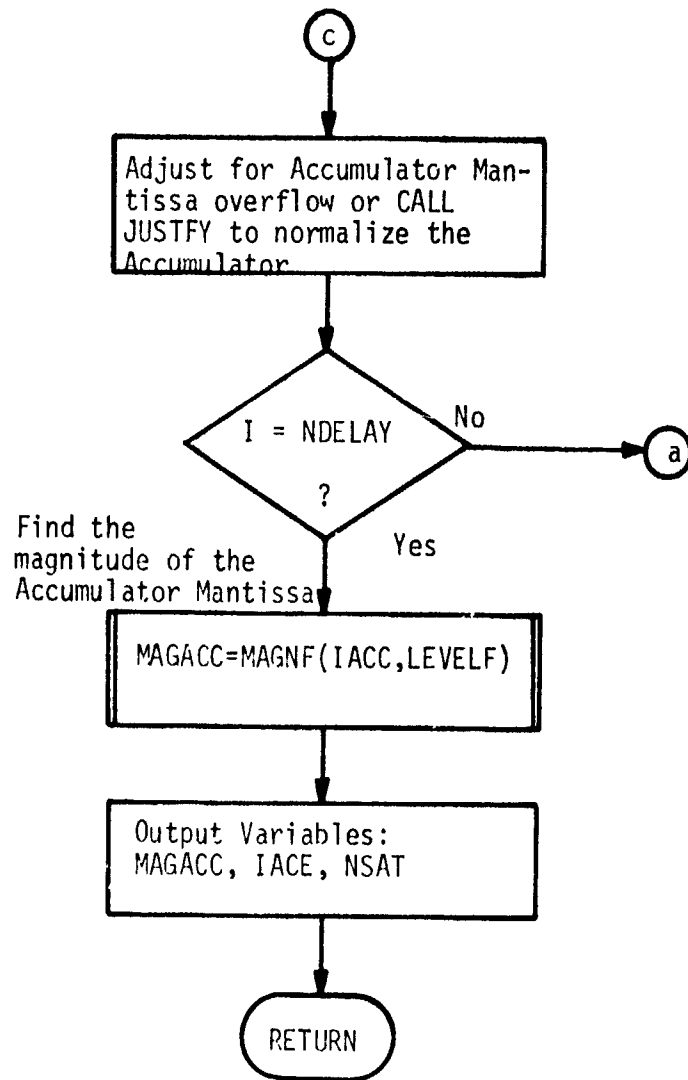 c
Adjust for Accumulator Man-
tissa overflow or CALL
JUSTFY to normalize the
Accumulator
I = NDELAY
?
No
a
Yes
Find the
magnitude of the
Accumulator Mantissa
MAGACC=MAGNF(IACC,LEVELF)
Output Variables:
MAGACC, IACE, NSAT
RETURN